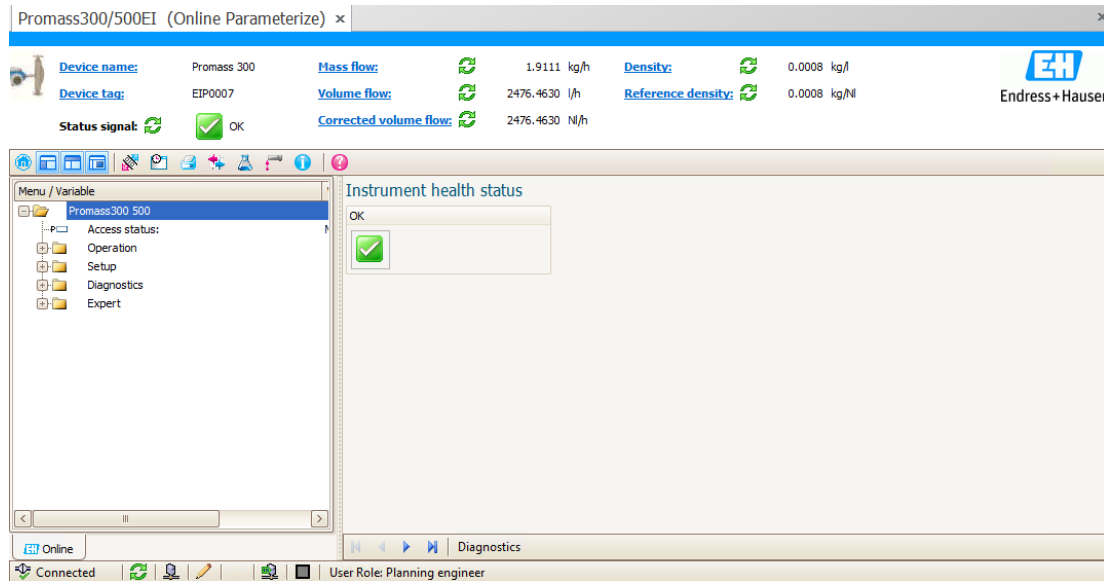 Promass300/500EI (Online Parameterize) ×
Device name: Promass 300 Mass flow: 1.9111 kg/h Density: 0.0008 kg/l
Device tag: EIP0007 Volume flow: 2476.4630 l/h Reference density: 0.0008 kg/Nl
Status signal: OK Corrected volume flow: 2476.4630 Nl/h
EH
Endress+Hauser
Menu / Variable
Promass300 500
Access status:
Operation
Setup
Diagnostics
Expert
Instrument health status
OK
Online
Diagnostics
Connected
User Role: Planning engineer